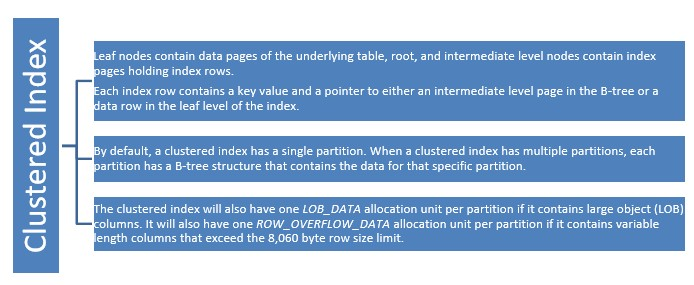 Clustered Index
Leaf nodes contain data pages of the underlying table, root, and intermediate level nodes contain index
pages holding index rows.
Each index row contains a key value and a pointer to either an intermediate level page in the B-tree or a
data row in the leaf level of the index.
By default, a clustered index has a single partition. When a clustered index has multiple partitions, each
partition has a B-tree structure that contains the data for that specific partition.
The clustered index will also have one LOB_DATA allocation unit per partition if it contains large object (LOB)
columns. It will also have one ROW_OVERFLOW_DATA allocation unit per partition if it contains variable
length columns that exceed the 8,060 byte row size limit.